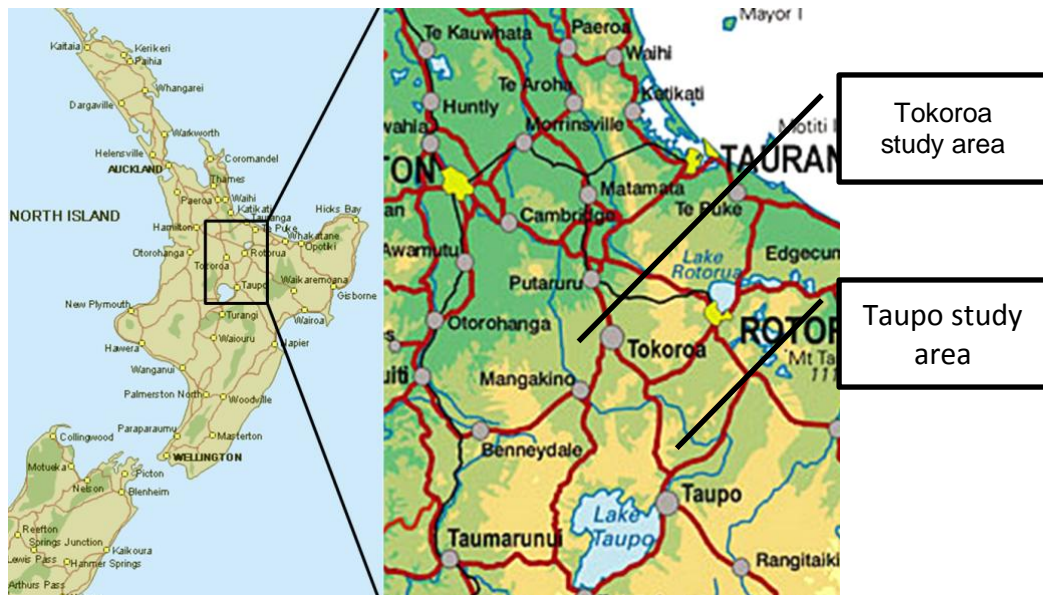 Kaitaia
Kerikeri
Paihia
Whangarei
Dargaville
Warkworth
Helensville
Coromandel
AUCKLAND
Thames
Paeroa
Waihi
Katikati
Tauranga
NORTH ISLAND
Hicks Bay
Te Puke
Hamilton
Whakatane
Opotiki
Otorohanga
Rotorua
Tokoroa
Waikaremoana
Taupo
Gisborne
New Plymouth
Turangi
Wairoa
Waiouru
Hawera
Napier
Wanganui
Palmerston North
Woodville
Paraparaumu
Masterton
Collingwood
WELLINGTON
Motueka
Picton
Nelson
Blenheim
Reefton
Springs Junction
Lewis Pass
Kaikoura
Hanmer Springs
Arthurs Pass
Mayor I
Te Kauwhata
Paeroa
Waihi
Te Aroha
Katikati
Huntly
wahia
Morrinsville
Motiti I
TON
TAURAN
Matamata
Te Puke
Cambridge
an
Awamutu
Lake
Rotorua
Edgecum
Putaruru
Otorohanga
ROTOR
Tokoroa
Mt Ta
111
uiti
Mangakino
Benneydale
Taupo
Lake
Taupo
Taumarunui
Rangitaiki
Tokoroa
study area
Taupo study
area